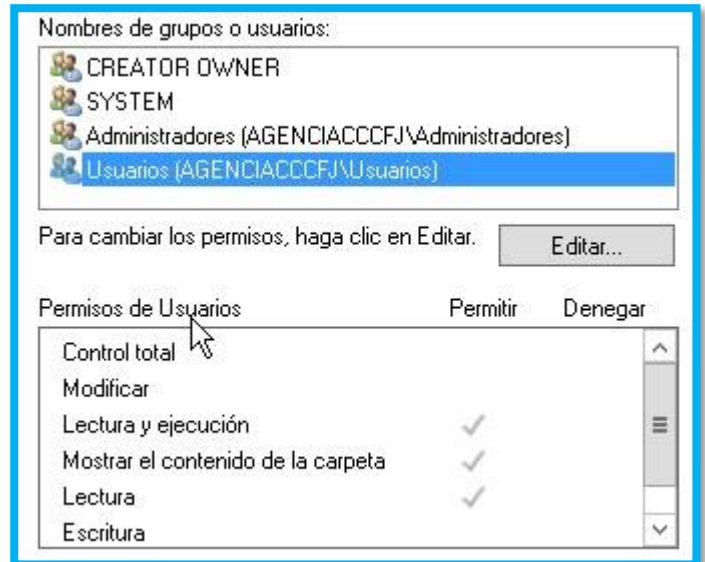 Nombres de grupos o usuarios:
CREATOR OWNER
SYSTEM
Administradores (AGENCIACCCFJ\Administradores)
Usuarios (AGENCIACCCFJ\Usuarios)
Para cambiar los permisos, haga clic en Editar. Editar...
Permisos de Usuarios Permitir Denegar
Control total
Modificar
Lectura y ejecución
Mostrar el contenido de la carpeta
Lectura
Escritura